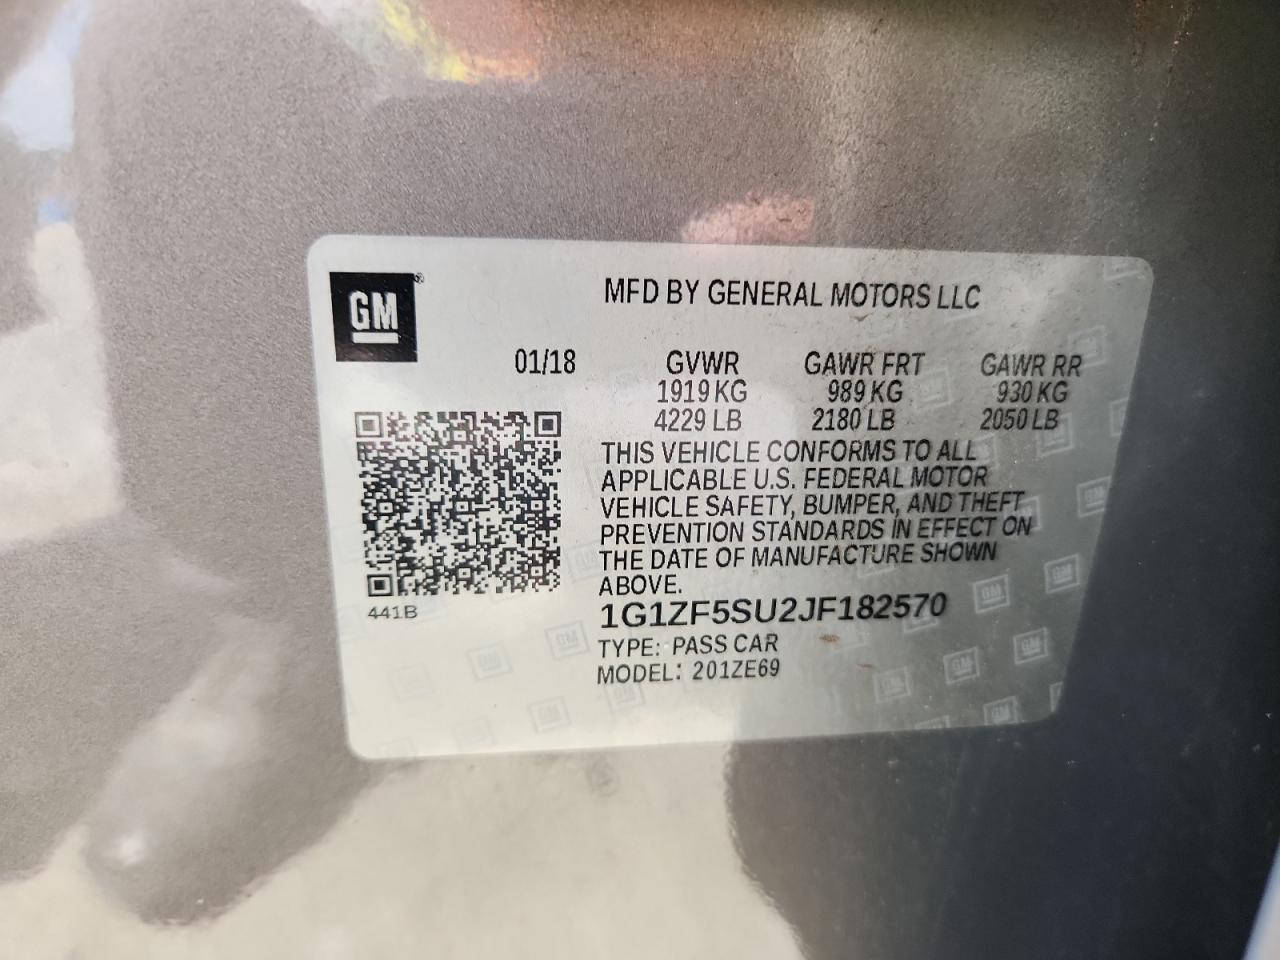 GM
MFD BY GENERAL MOTORS LLC
01/18 GVWR GAWR FRT GAWR RR
1919 KG 989 KG 930 KG
4229 LB 2180 LB 2050 LB
THIS VEHICLE CONFORMS TO ALL
APPLICABLE U.S. FEDERAL MOTOR
VEHICLE SAFETY, BUMPER, AND THEFT
PREVENTION STANDARDS IN EFFECT ON
THE DATE OF MANUFACTURE SHOWN
ABOVE.
441B
1G1ZF5SU2JF182570
TYPE: PASS CAR
MODEL: 201ZE69